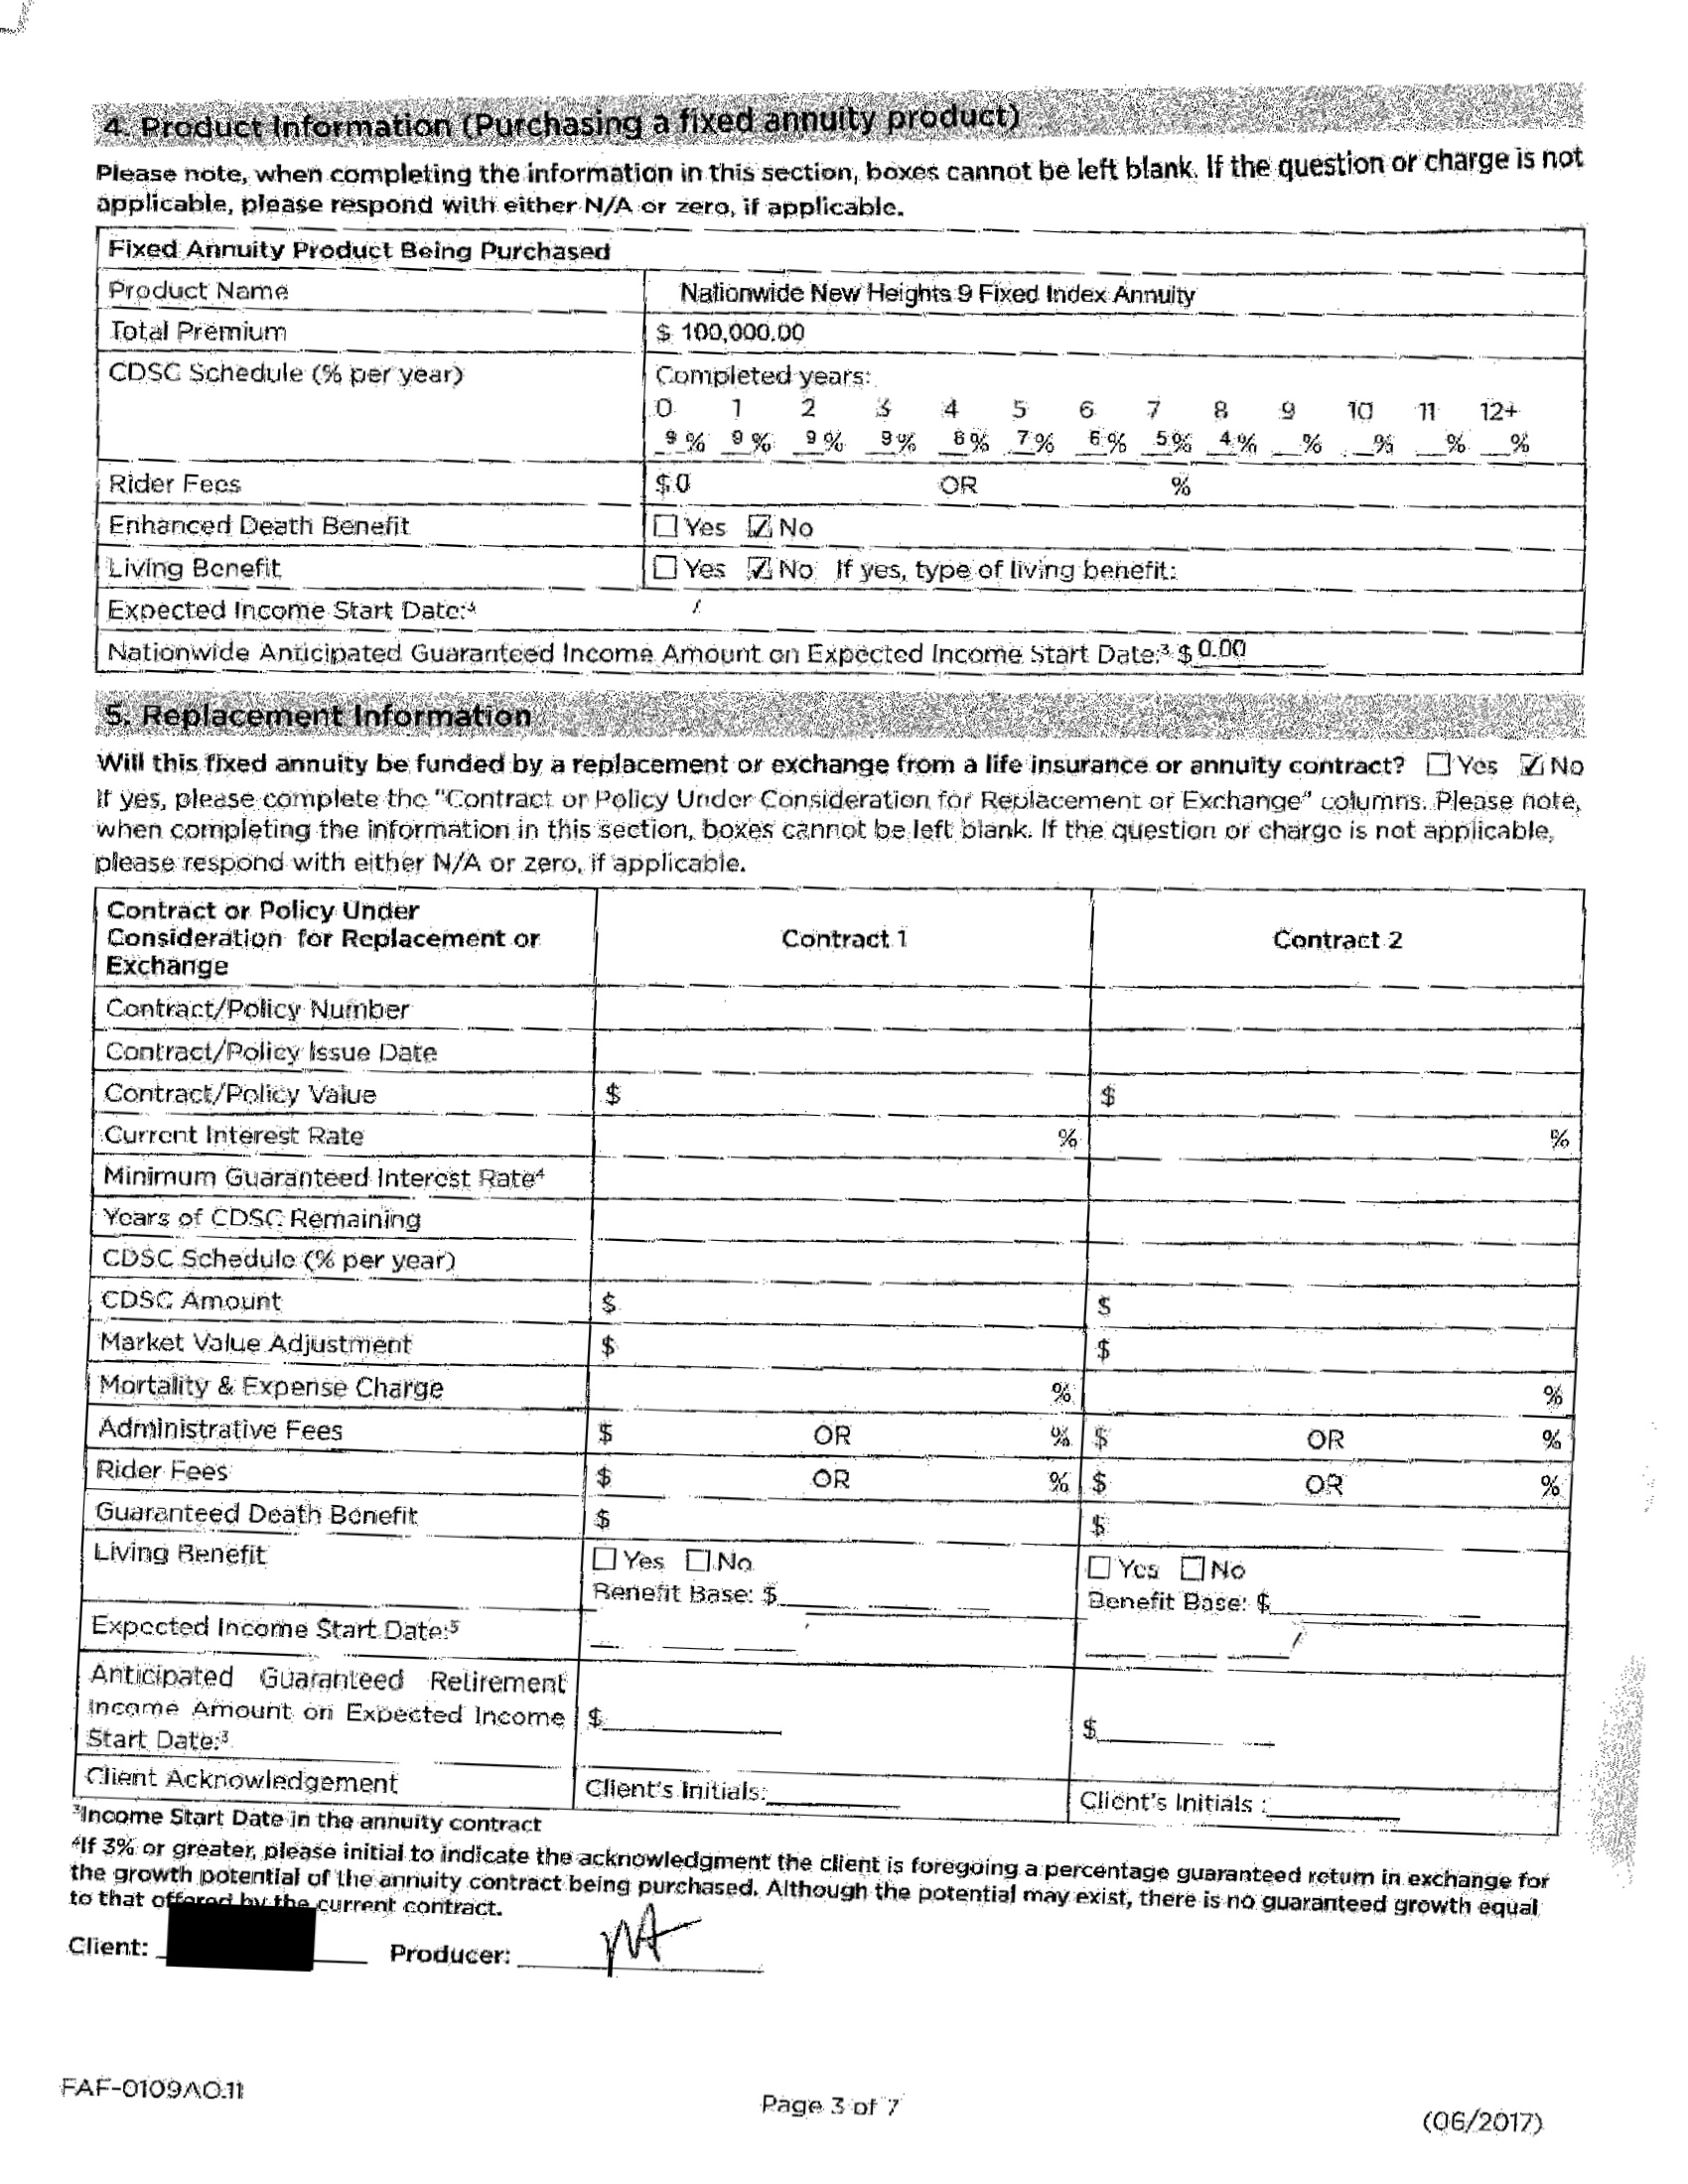 4. Product Information (Purchasing a fixed annuity product)
Please note, when completing the information in this section, boxes cannot be left blank. If the question or charge is not
applicable, please respond with either N/A or zero, if applicable.
Fixed Annuity Product Being Purchased
Product Name Nationwide New Heights 9 Fixed Index Annuity
Total Premium $ 100,000.00
CDSC Schedule (% per year) Completed years:
0 1 2 3 4 5 6 7 8 9 10 11 12+
9 % 9 % 9 % 9 % 8 % 7 % 6 % 5 % 4 % % % % %
Rider Fees $ 0 OR %
Enhanced Death Benefit Yes No
Living Benefit Yes No If yes, type of living benefit:
Expected Income Start Date: /
Nationwide Anticipated Guaranteed Income Amount on Expected Income Start Date:³ $ 0.00
5. Replacement Information
Will this fixed annuity be funded by a replacement or exchange from a life insurance or annuity contract? Yes No
If yes, please complete the "Contract or Policy Under Consideration for Replacement or Exchange" columns. Please note,
when completing the information in this section, boxes cannot be left blank. If the question or charge is not applicable,
please respond with either N/A or zero, if applicable.
Contract or Policy Under
Consideration for Replacement or
Exchange
Contract 1 Contract 2
Contract/Policy Number
Contract/Policy Issue Date
Contract/Policy Value $ $
Current Interest Rate % %
Minimum Guaranteed Interest Rate⁴
Years of CDSC Remaining
CDSC Schedule (% per year)
CDSC Amount $ $
Market Value Adjustment $ $
Mortality & Expense Charge % %
Administrative Fees $ OR % $ OR %
Rider Fees $ OR % $ OR %
Guaranteed Death Benefit $ $
Living Benefit Yes No Yes No
Benefit Base: $ Benefit Base: $
Expected Income Start Date:⁵ / /
Anticipated Guaranteed Retirement
Income Amount on Expected Income $ $
Start Date:³
Client Acknowledgement Client's Initials: Client's Initials :
³Income Start Date in the annuity contract
⁴If 3% or greater, please initial to indicate the acknowledgment the client is foregoing a percentage guaranteed return in exchange for
the growth potential of the annuity contract being purchased. Although the potential may exist, there is no guaranteed growth equal
to that offered by the current contract.
Client: Producer:
FAF-0109AO.11 Page 3 of 7 (06/2017)